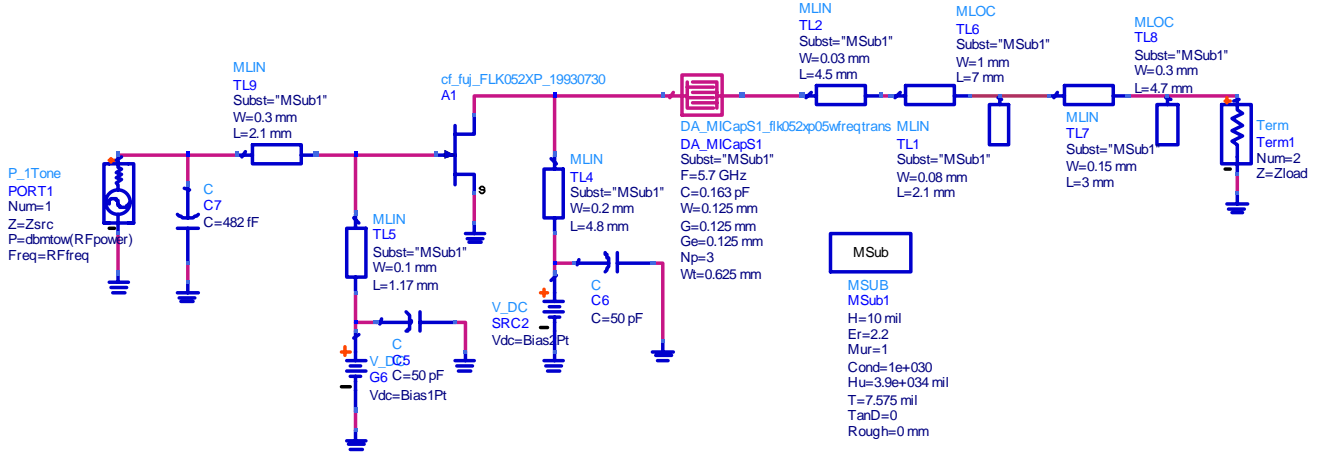 MLIN
TL2
Subst="MSub1"
W=0.03 mm
L=4.5 mm
MLOC
TL6
Subst="MSub1"
W=1 mm
L=7 mm
MLOC
TL8
Subst="MSub1"
W=0.3 mm
L=4.7 mm
MLIN
TL9
Subst="MSub1"
W=0.3 mm
L=2.1 mm
cf_fuj_FLK052XP_19930730
A1
S
P_1Tone
PORT1
Num=1
Z=Zsrc
P=dbmtow(RFpower)
Freq=RFfreq
C
C7
C=482 fF
MLIN
TL5
Subst="MSub1"
W=0.1 mm
L=1.17 mm
MLIN
TL4
Subst="MSub1"
W=0.2 mm
L=4.8 mm
DA_MICapS1_flk052xp05wfreqtrans
DA_MICapS1
Subst="MSub1"
F=5.7 GHz
C=0.163 pF
W=0.125 mm
G=0.125 mm
Ge=0.125 mm
Np=3
Wt=0.625 mm
MLIN
TL1
Subst="MSub1"
W=0.08 mm
L=2.1 mm
MLIN
TL7
Subst="MSub1"
W=0.15 mm
L=3 mm
Term
Term1
Num=2
Z=Zload
V_DC
SRC2
Vdc=Bias2Pt
C
C6
C=50 pF
C
C5
C=50 pF
V_DC
G6
Vdc=Bias1Pt
MSub
MSUB
MSub1
H=10 mil
Er=2.2
Mur=1
Cond=1e+030
Hu=3.9e+034 mil
T=7.575 mil
TanD=0
Rough=0 mm